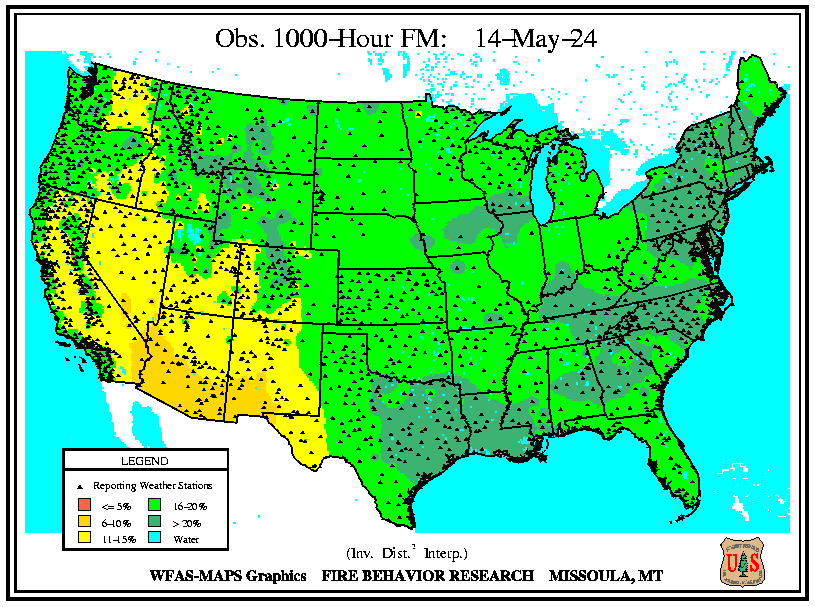 Obs. 1000-Hour FM: 14-May-24
LEGEND
Reporting Weather Stations
<= 5% 16-20%
6-10% > 20%
11-15% Water
(Inv. Dist.² Interp.)
WFAS-MAPS Graphics FIRE BEHAVIOR RESEARCH MISSOULA, MT
U S